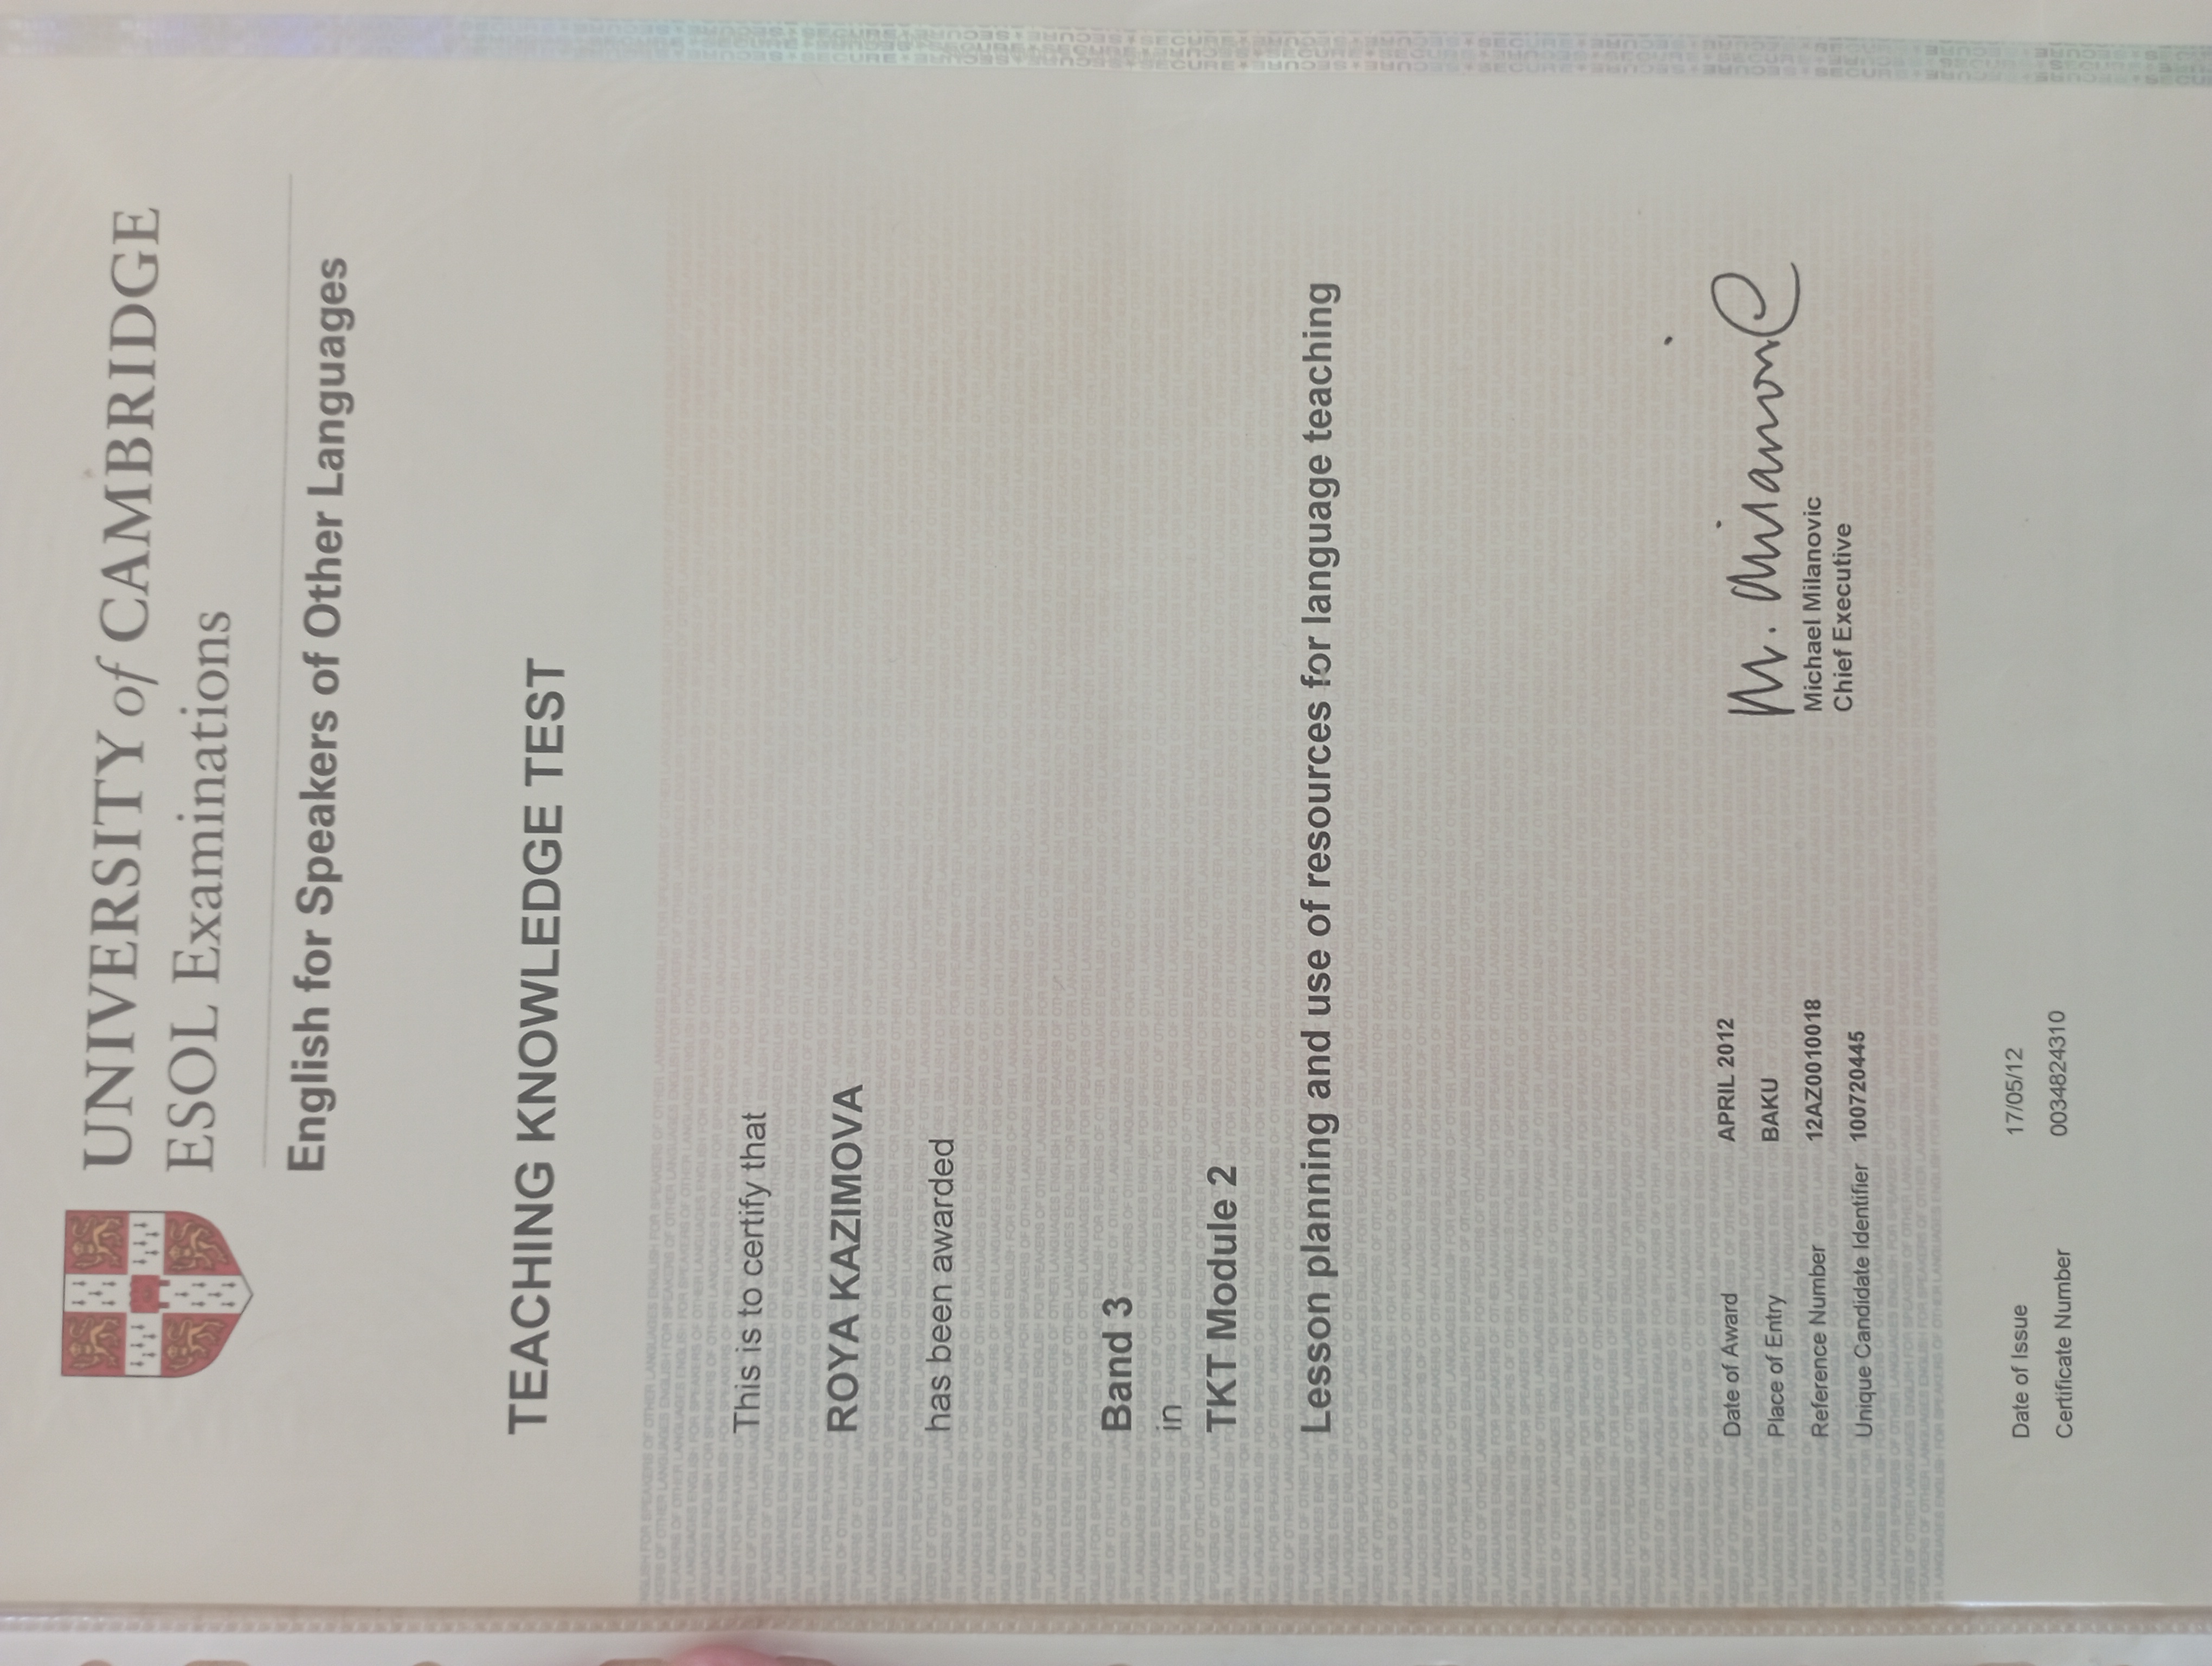 UNIVERSITY of CAMBRIDGE
ESOL Examinations
English for Speakers of Other Languages
TEACHING KNOWLEDGE TEST
This is to certify that
ROYA KAZIMOVA
has been awarded
Band 3
in
TKT Module 2
Lesson planning and use of resources for language teaching
M. Milanovic
Date of Award APRIL 2012
Place of Entry BAKU
Reference Number 12AZ0010018
Unique Candidate Identifier 100720445
Michael Milanovic
Chief Executive
Date of Issue 17/05/12
Certificate Number 0034824310